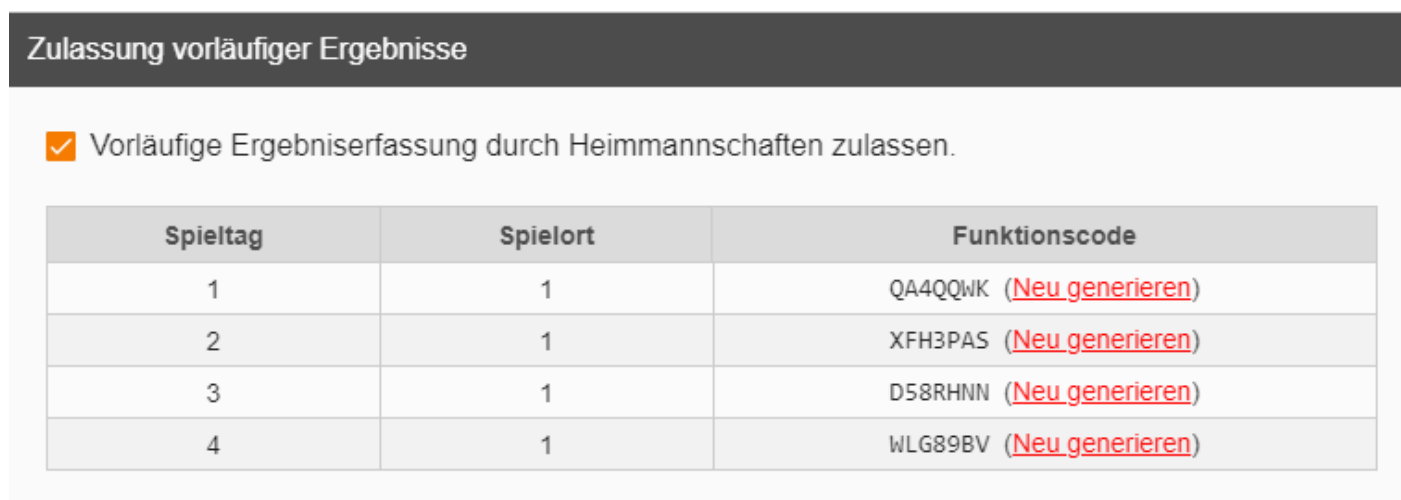 Zulassung vorläufiger Ergebnisse
Vorläufige Ergebniserfassung durch Heimmannschaften zulassen.
Spieltag Spielort Funktionscode
1 1 QA4QQWK (Neu generieren)
2 1 XFH3PAS (Neu generieren)
3 1 D58RHNN (Neu generieren)
4 1 WLG89BV (Neu generieren)